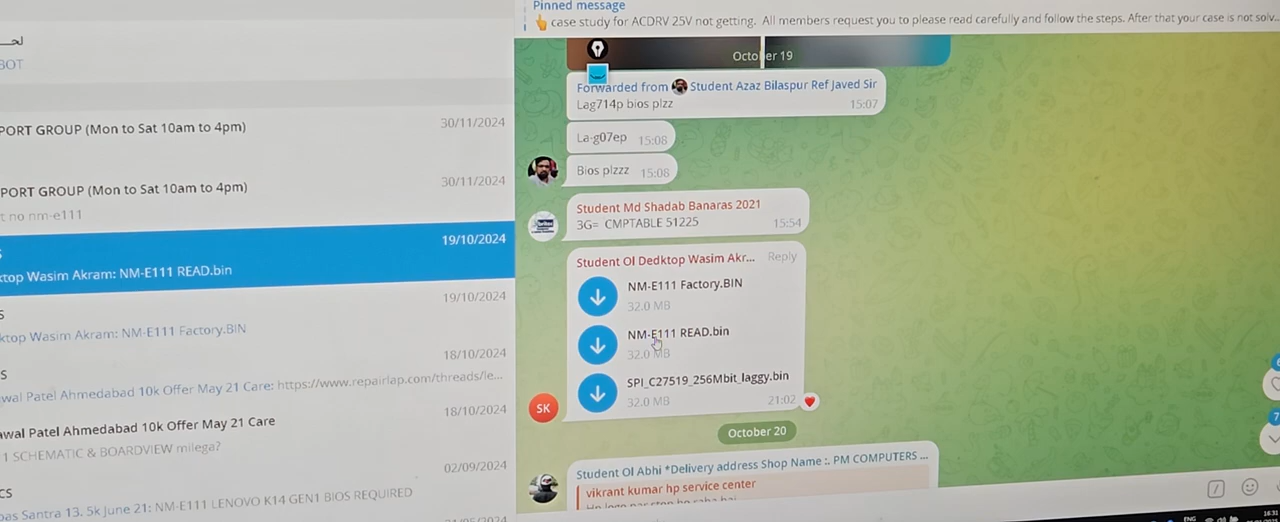 Pinned message
👆 case study for ACDRV 25V not getting. All members request you to please read carefully and follow the steps. After that your case is not solv...
لحـ
BOT
PORT GROUP (Mon to Sat 10am to 4pm)
30/11/2024
PORT GROUP (Mon to Sat 10am to 4pm)
30/11/2024
t no nm-e111
S
19/10/2024
ktop Wasim Akram: NM-E111 READ.bin
S
19/10/2024
ktop Wasim Akram: NM-E111 Factory.BIN
S
18/10/2024
wal Patel Ahmedabad 10k Offer May 21 Care: https://www.repairlap.com/threads/le...
awal Patel Ahmedabad 10k Offer May 21 Care
18/10/2024
1 SCHEMATIC & BOARDVIEW milega?
CS
02/09/2024
bas Santra 13. 5k June 21: NM-E111 LENOVO K14 GEN1 BIOS REQUIRED
October 19
Forwarded from Student Azaz Bilaspur Ref Javed Sir
Lag714p bios plzz 15:07
La-g07ep 15:08
Bios plzzz 15:08
Student Md Shadab Banaras 2021
3G= CMPTABLE 51225 15:54
Student Ol Dedktop Wasim Akr... Reply
NM-E111 Factory.BIN
32.0 MB
NM-E111 READ.bin
32.0 MB
SPI_C27519_256Mbit_laggy.bin
32.0 MB 21:02 ❤
SK
October 20
Student Ol Abhi *Delivery address Shop Name :. PM COMPUTERS ...
vikrant kumar hp service center
7
ENG
16:31